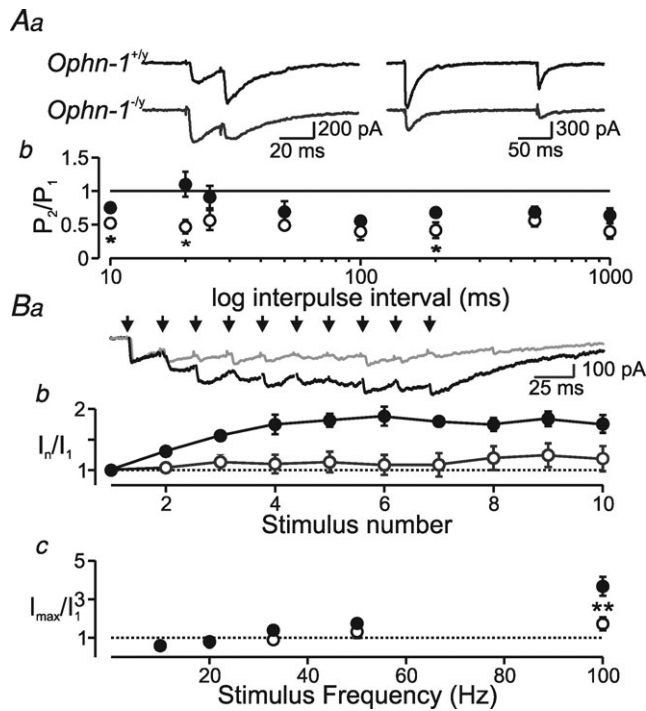 Aa
Ophn-1+/y
Ophn-1-/y
200 pA
20 ms
300 pA
50 ms
b
P2/P1
1.5
1
0.5
0
*
*
*
10
100
1000
log interpulse interval (ms)
Ba
100 pA
25 ms
b
In/I1
2
1
2
4
6
8
10
Stimulus number
c
Imax/I1
5
3
1
**
0
20
40
60
80
100
Stimulus Frequency (Hz)